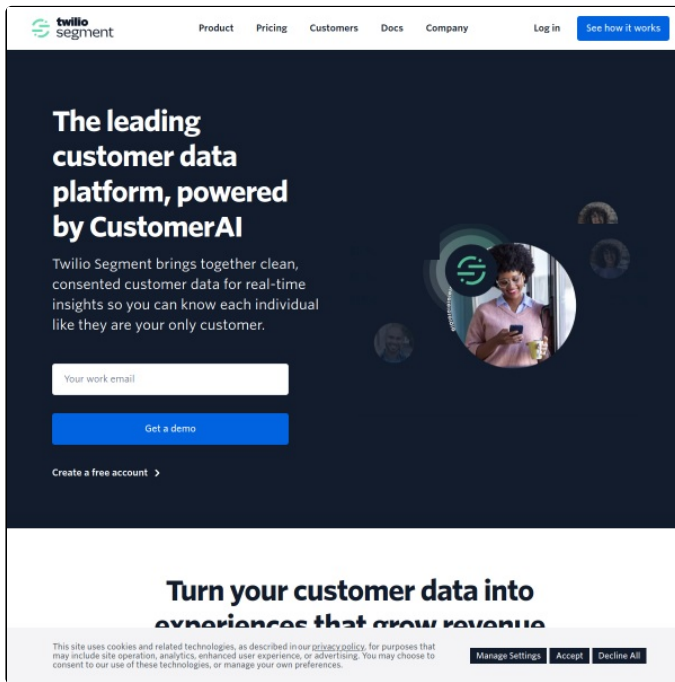 twilio
segment
Product Pricing Customers Docs Company Log in See how it works
The leading
customer data
platform, powered
by CustomerAI
Twilio Segment brings together clean,
consented customer data for real-time
insights so you can know each individual
like they are your only customer.
Your work email
Get a demo
Create a free account
Turn your customer data into
experiences that grow revenue
This site uses cookies and related technologies, as described in our privacy policy, for purposes that
may include site operation, analytics, enhanced user experience, or advertising. You may choose to
consent to our use of these technologies, or manage your own preferences.
Manage Settings Accept Decline All